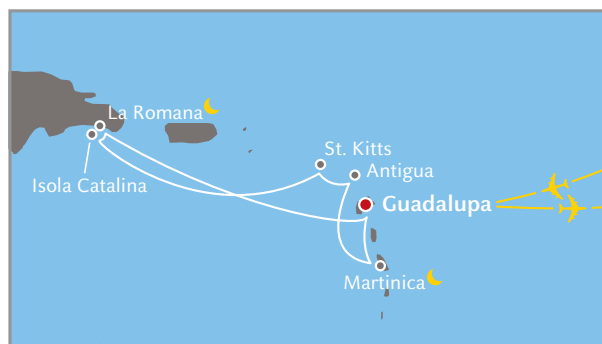 La Romana
St. Kitts
Antigua
Isola Catalina
Guadalupa
Martinica